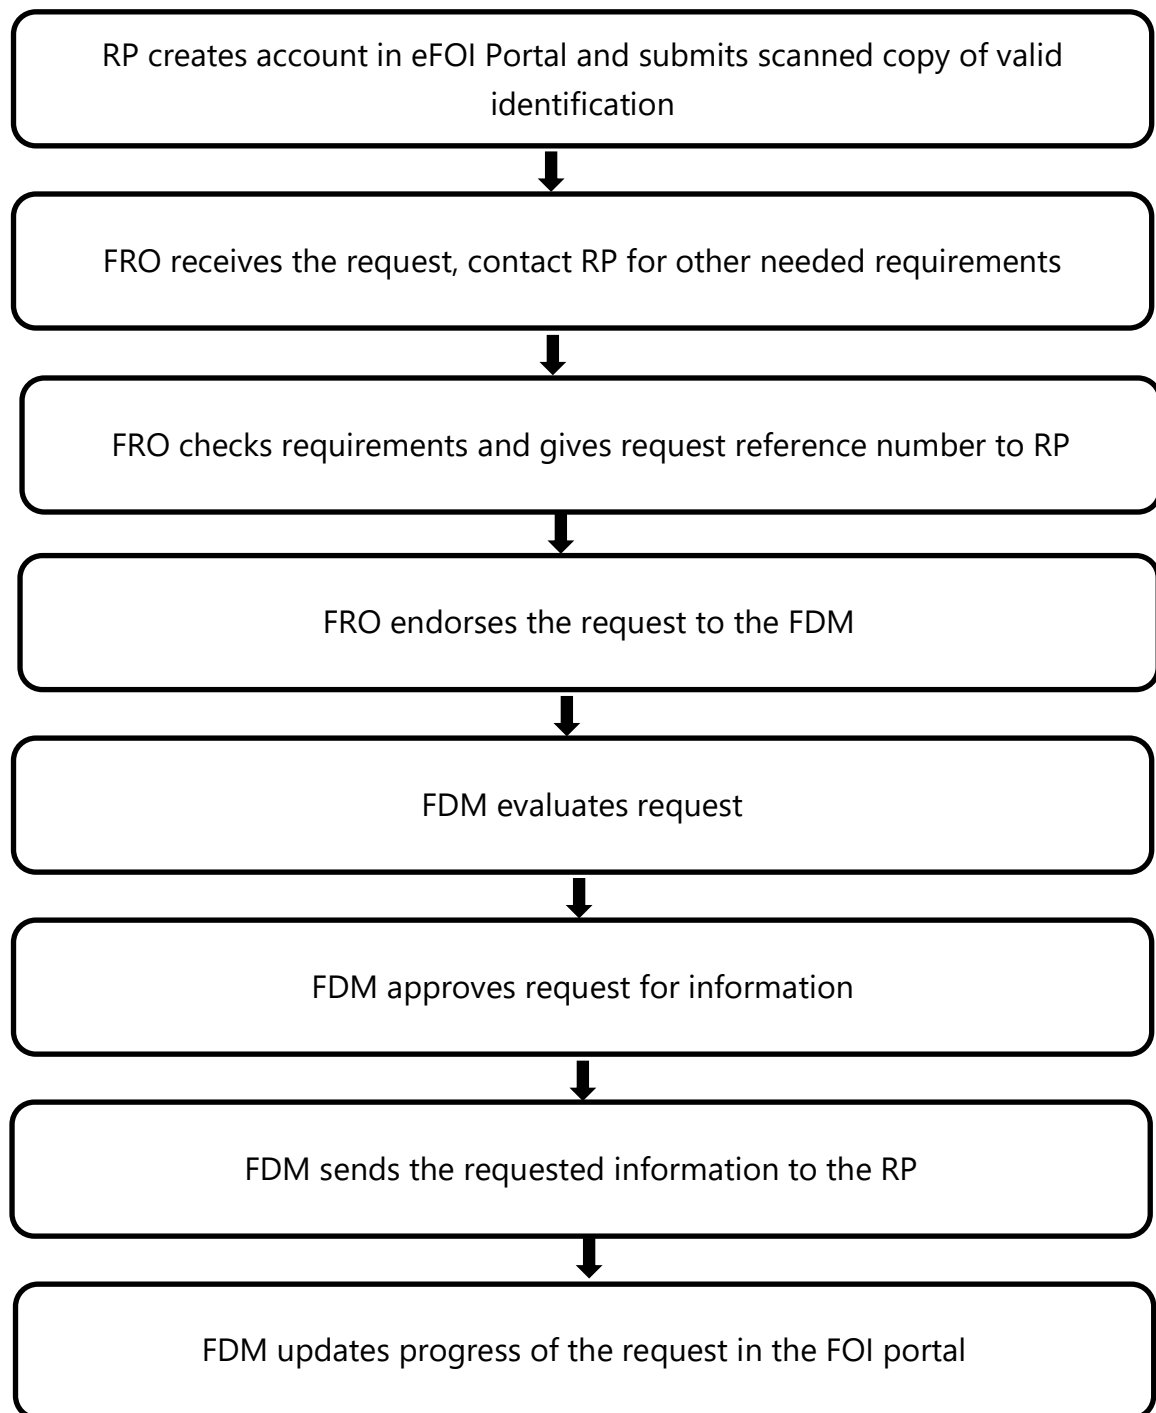 RP creates account in eFOI Portal and submits scanned copy of valid
identification
FRO receives the request, contact RP for other needed requirements
FRO checks requirements and gives request reference number to RP
FRO endorses the request to the FDM
FDM evaluates request
FDM approves request for information
FDM sends the requested information to the RP
FDM updates progress of the request in the FOI portal